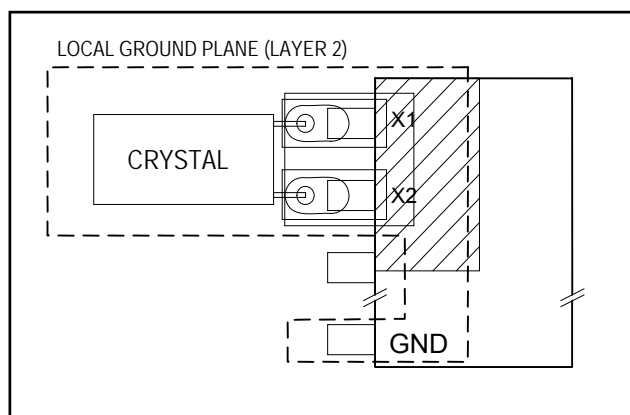 LOCAL GROUND PLANE (LAYER 2)
X1
CRYSTAL
X2
GND